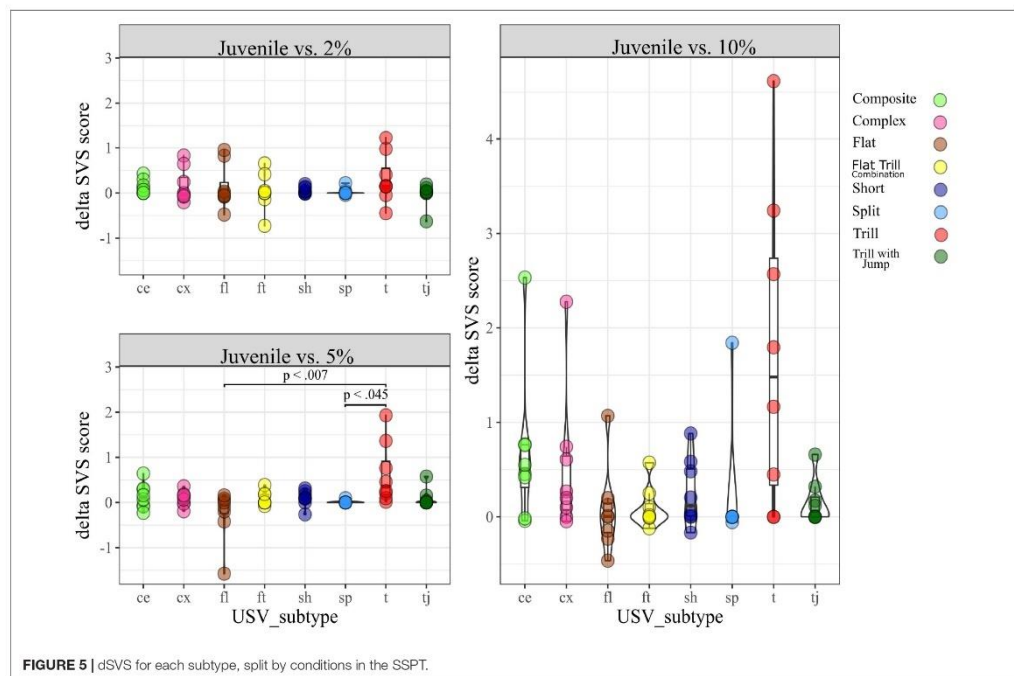 Juvenile vs. 2%
3
2
1
0
-1
delta SVS score
ce cx fl ft sh sp t tj
Juvenile vs. 5%
3
2
1
0
-1
delta SVS score
p < .007
p < .045
ce cx fl ft sh sp t tj
USV_subtype
Juvenile vs. 10%
4
3
2
1
0
delta SVS score
ce cx fl ft sh sp t tj
USV_subtype
Composite
Complex
Flat
Flat Trill
Combination
Short
Split
Trill
Trill with
Jump
FIGURE 5 | dSVS for each subtype, split by conditions in the SSPT.